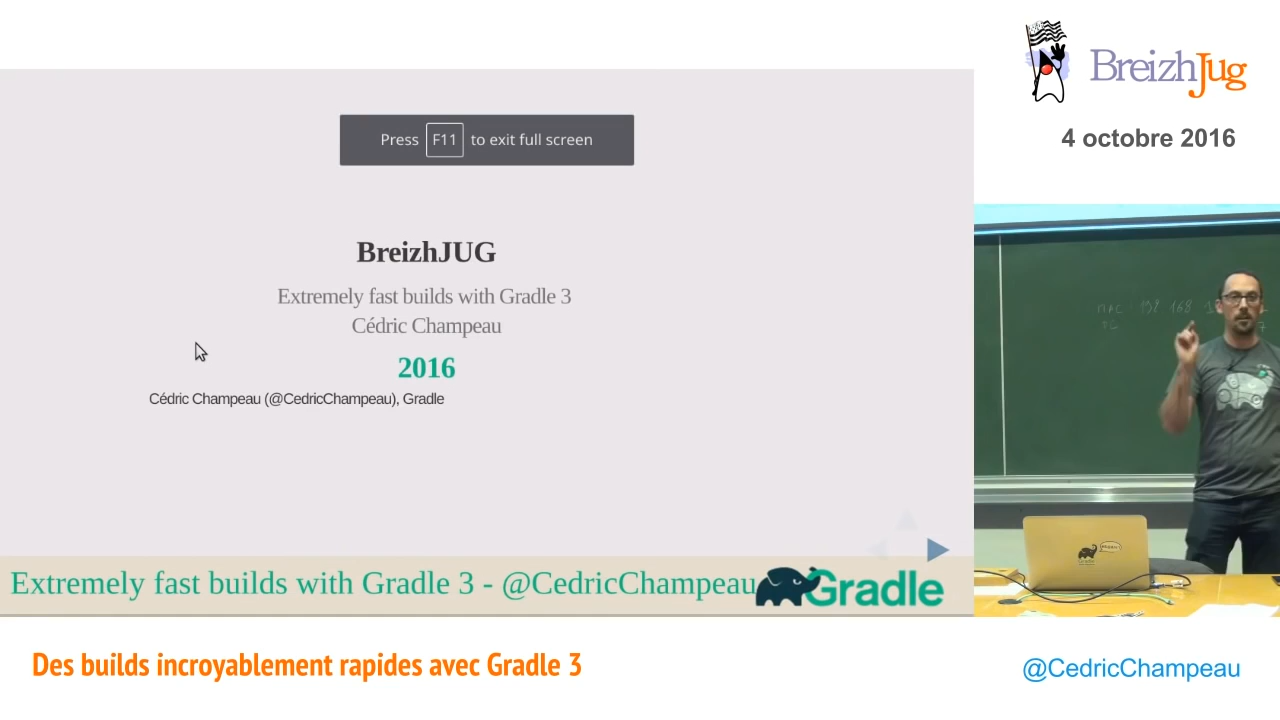 Press F11 to exit full screen
BreizhJUG
Extremely fast builds with Gradle 3
Cédric Champeau
2016
Cédric Champeau (@CedricChampeau), Gradle
Extremely fast builds with Gradle 3 - @CedricChampeau
Gradle
BreizhJug
4 octobre 2016
168
Gradle
Des builds incroyablement rapides avec Gradle 3
@CedricChampeau